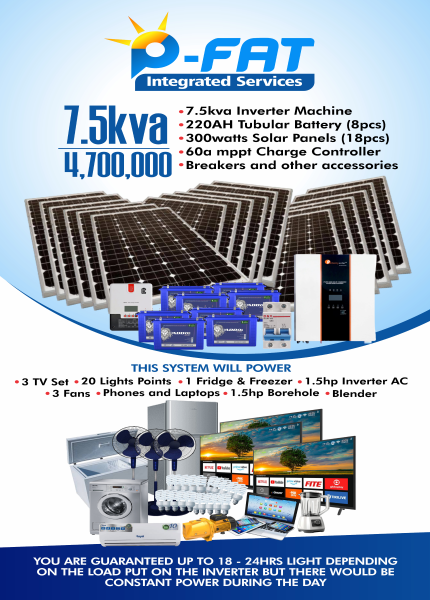 P-FAT
Integrated Services
7.5kva
4,700,000
• 7.5kva Inverter Machine
• 220AH Tubular Battery (8pcs)
• 300watts Solar Panels (18pcs)
• 60a mppt Charge Controller
• Breakers and other accessories
THIS SYSTEM WILL POWER
• 3 TV Set • 20 Lights Points • 1 Fridge & Freezer • 1.5hp Inverter AC
• 3 Fans • Phones and Laptops • 1.5hp Borehole • Blender
NETFLIX
YouTube
FITE
YOU ARE GUARANTEED UP TO 18 - 24HRS LIGHT DEPENDING
ON THE LOAD PUT ON THE INVERTER BUT THERE WOULD BE
CONSTANT POWER DURING THE DAY